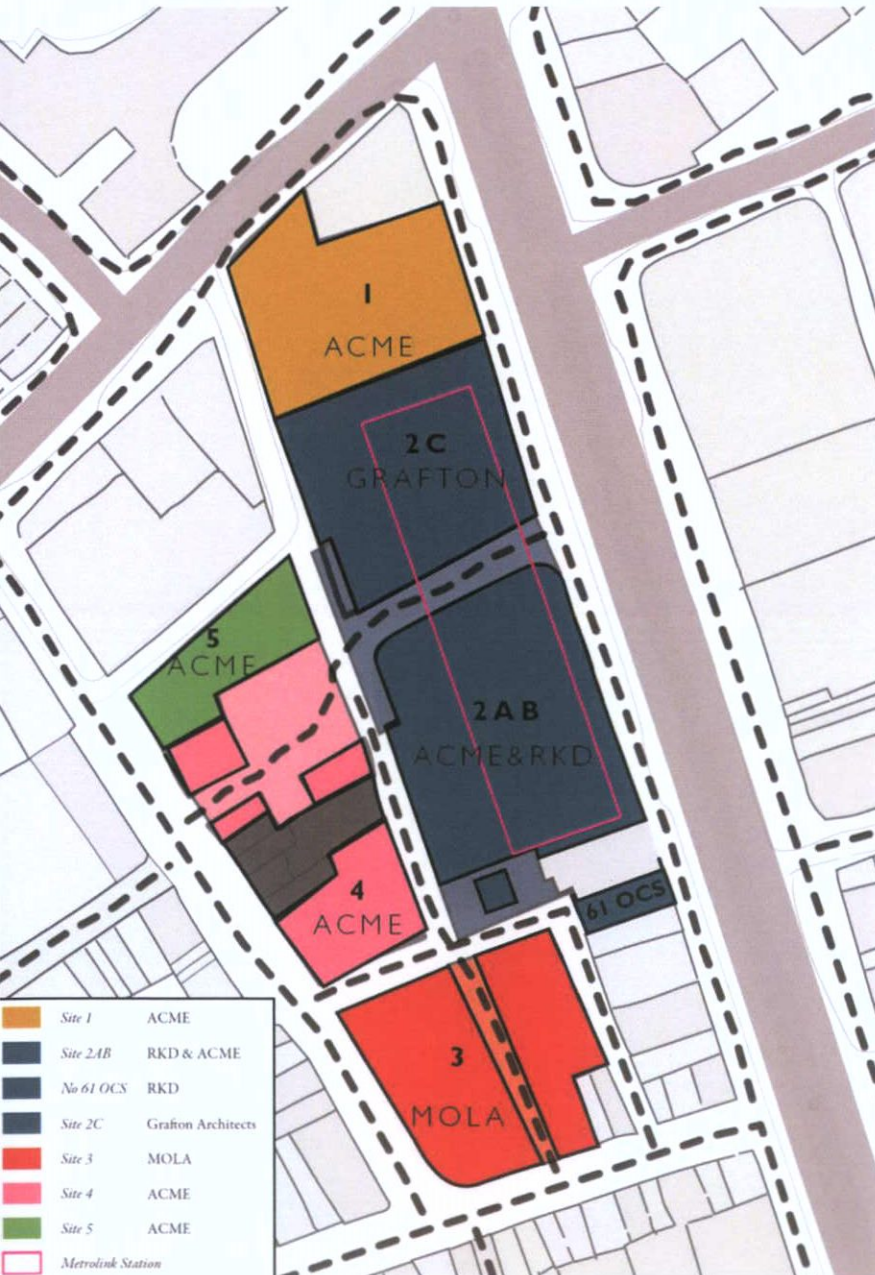 1
ACME
2C
GRAFTON
5
ACME
2AB
ACME&RKD
4
ACME
61 OCS
3
MOLA
Site 1 ACME
Site 2AB RKD & ACME
No 61 OCS RKD
Site 2C Grafton Architects
Site 3 MOLA
Site 4 ACME
Site 5 ACME
Metrolink Station